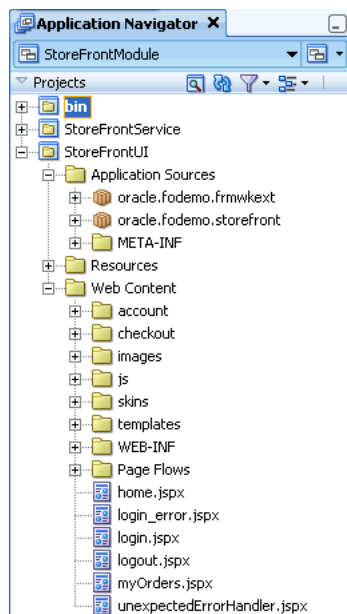 Application Navigator
StoreFrontModule
Projects
bin
StoreFrontService
StoreFrontUI
Application Sources
oracle.fodemo.frmwkext
oracle.fodemo.storefront
META-INF
Resources
Web Content
account
checkout
images
js
skins
templates
WEB-INF
Page Flows
home.jspx
login_error.jspx
login.jspx
logout.jspx
myOrders.jspx
unexpectedErrorHandler.jspx